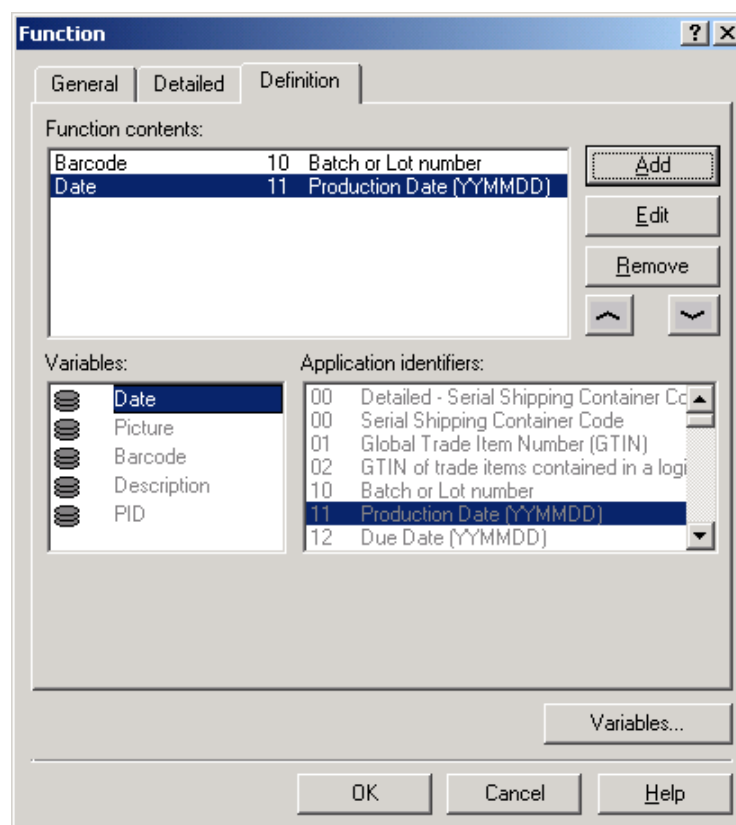 Function
General Detailed Definition
Function contents:
Barcode 10 Batch or Lot number
Date 11 Production Date (YYMMDD)
Add
Edit
Remove
Variables:
Date
Picture
Barcode
Description
PID
Application identifiers:
00 Detailed - Serial Shipping Container Co
00 Serial Shipping Container Code
01 Global Trade Item Number (GTIN)
02 GTIN of trade items contained in a logi
10 Batch or Lot number
11 Production Date (YYMMDD)
12 Due Date (YYMMDD)
Variables...
OK Cancel Help